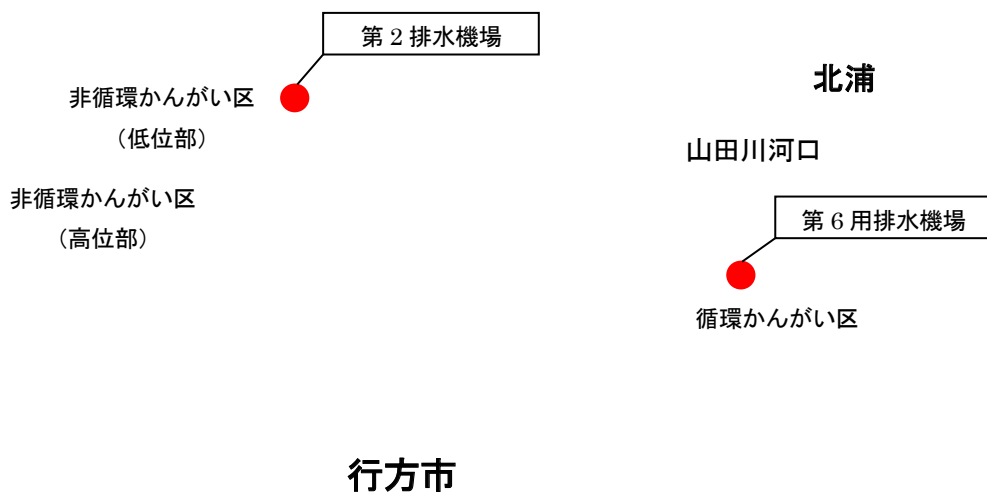 第2排水機場
北浦
非循環かんがい区
（低位部）
山田川河口
非循環かんがい区
（高位部）
第6用排水機場
循環かんがい区
行方市